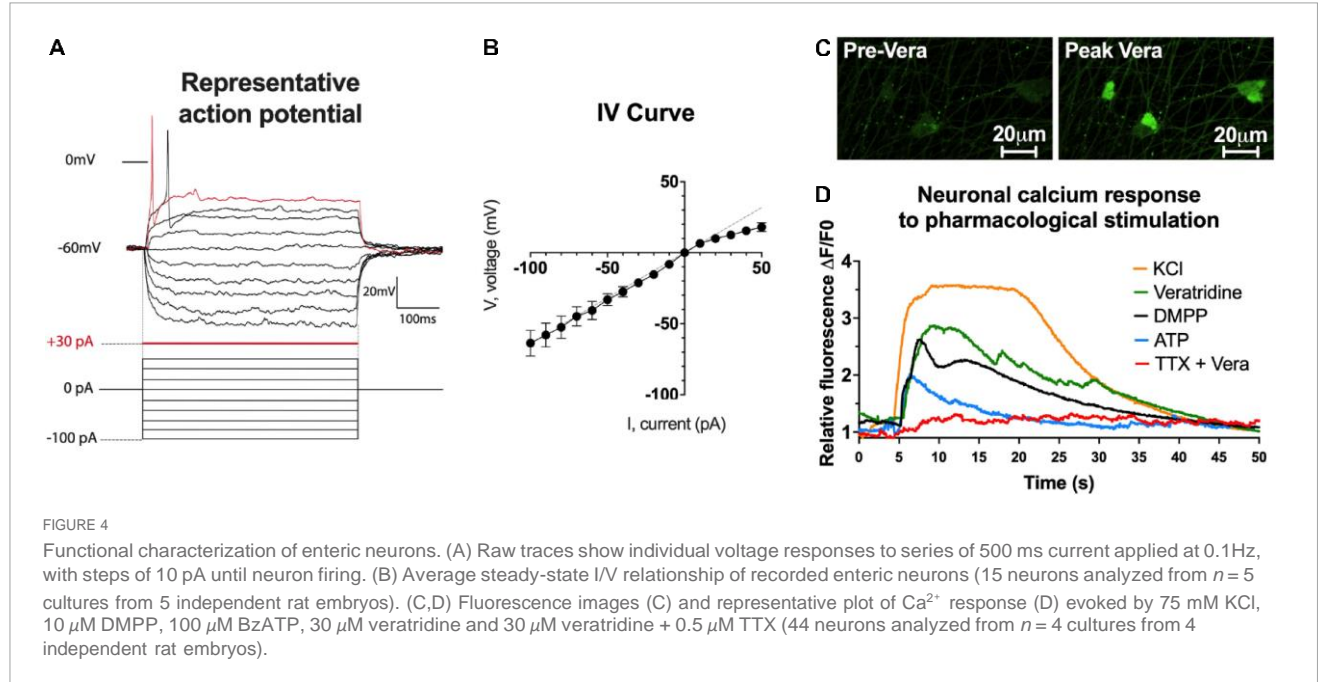 A
Representative
action potential
0mV
-60mV
20mV
100ms
+30 pA
0 pA
-100 pA
B
IV Curve
V, voltage (mV)
50
-100
-50
50
-50
-100
I, current (pA)
C
Pre-Vera
20μm
Peak Vera
20μm
D
Neuronal calcium response
to pharmacological stimulation
Relative fluorescence ΔF/F0
4
3
2
1
KCl
Veratridine
DMPP
ATP
TTX + Vera
0
5
10
15
20
25
30
35
40
45
50
Time (s)
FIGURE 4
Functional characterization of enteric neurons. (A) Raw traces show individual voltage responses to series of 500 ms current applied at 0.1Hz,
with steps of 10 pA until neuron firing. (B) Average steady-state I/V relationship of recorded enteric neurons (15 neurons analyzed from n = 5
cultures from 5 independent rat embryos). (C,D) Fluorescence images (C) and representative plot of Ca²⁺ response (D) evoked by 75 mM KCl,
10 μM DMPP, 100 μM BzATP, 30 μM veratridine and 30 μM veratridine + 0.5 μM TTX (44 neurons analyzed from n = 4 cultures from 4
independent rat embryos).